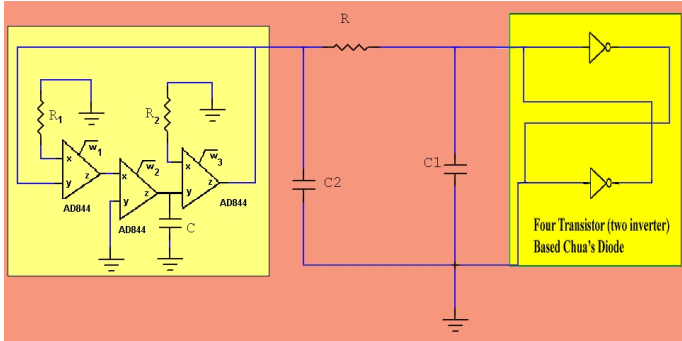 R
R1
R2
w1
x
y
z
AD844
w2
x
y
z
AD844
w3
x
y
z
AD844
C
C2
C1
Four Transistor (two inverter)
Based Chua's Diode